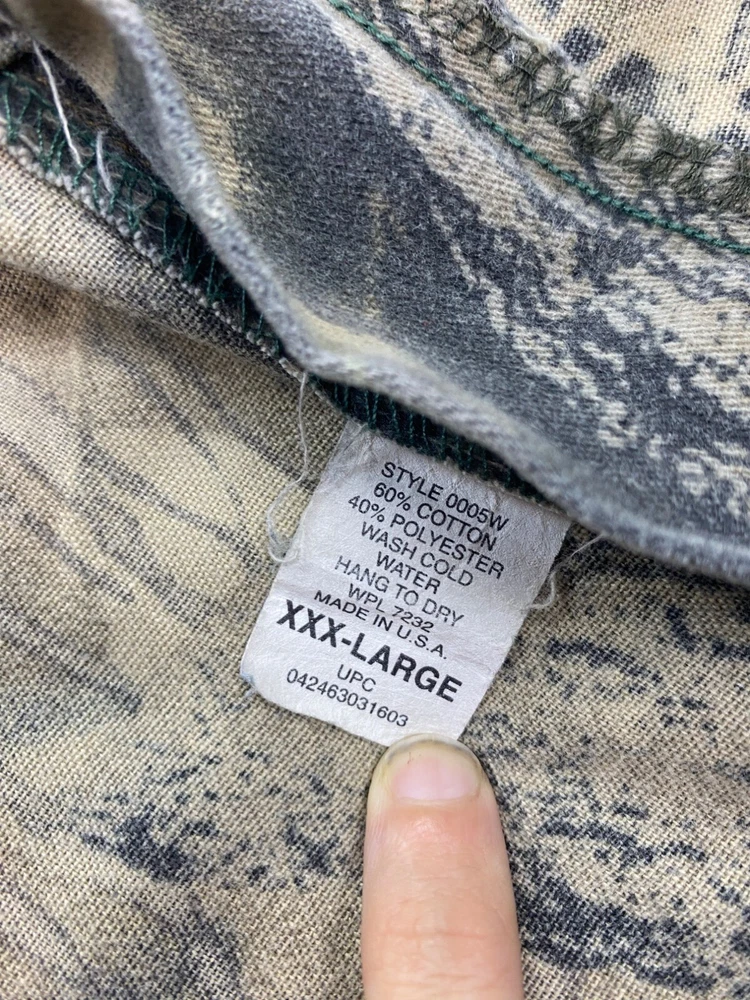 STYLE 0005W
60% COTTON
40% POLYESTER
WASH COLD
WATER
HANG TO DRY
WPL 7232
MADE IN U.S.A.
XXX-LARGE
UPC
042463031603